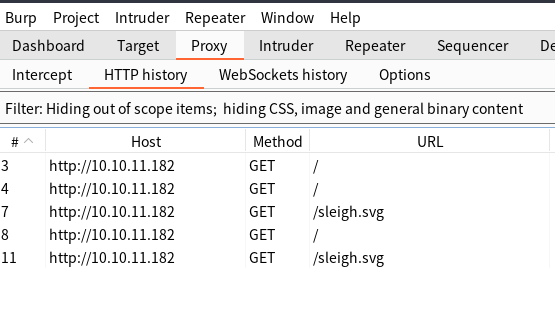 Burp Project Intruder Repeater Window Help
Dashboard Target Proxy Intruder Repeater Sequencer De
Intercept HTTP history WebSockets history Options
Filter: Hiding out of scope items; hiding CSS, image and general binary content
# Host Method URL
3 http://10.10.11.182 GET /
4 http://10.10.11.182 GET /
7 http://10.10.11.182 GET /sleigh.svg
8 http://10.10.11.182 GET /
11 http://10.10.11.182 GET /sleigh.svg